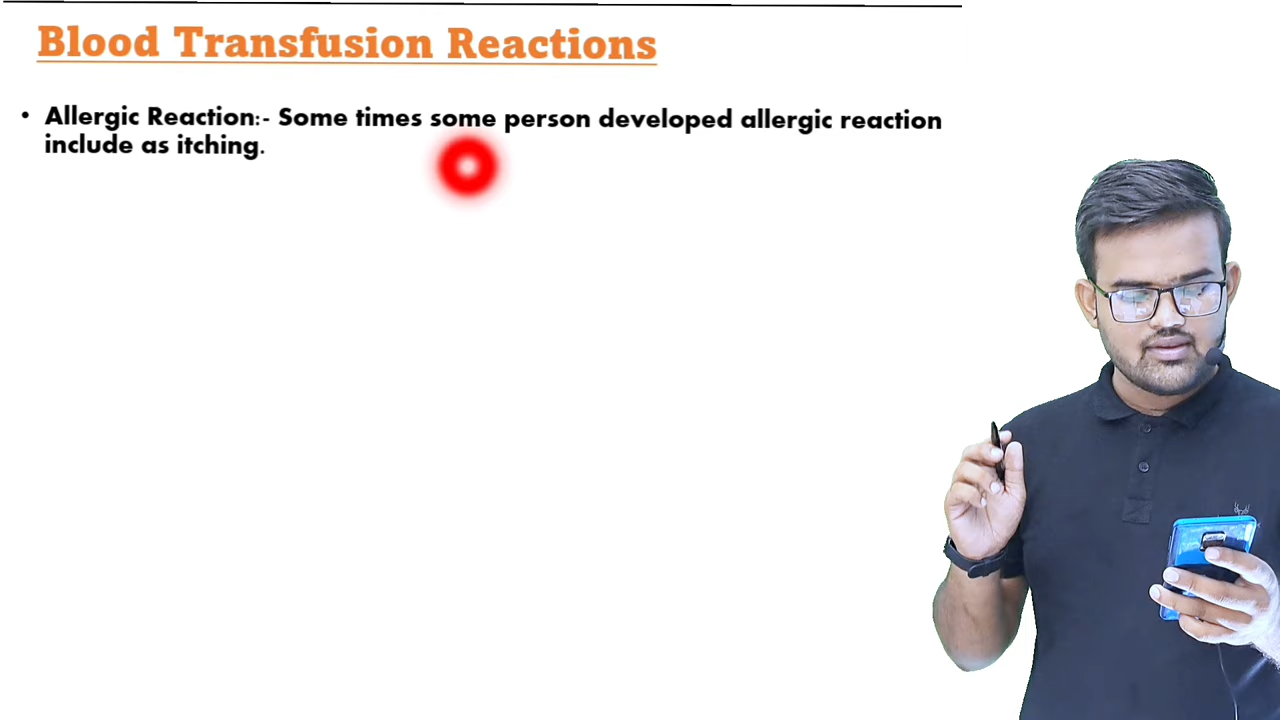 Blood Transfusion Reactions
• Allergic Reaction:- Some times some person developed allergic reaction
include as itching.